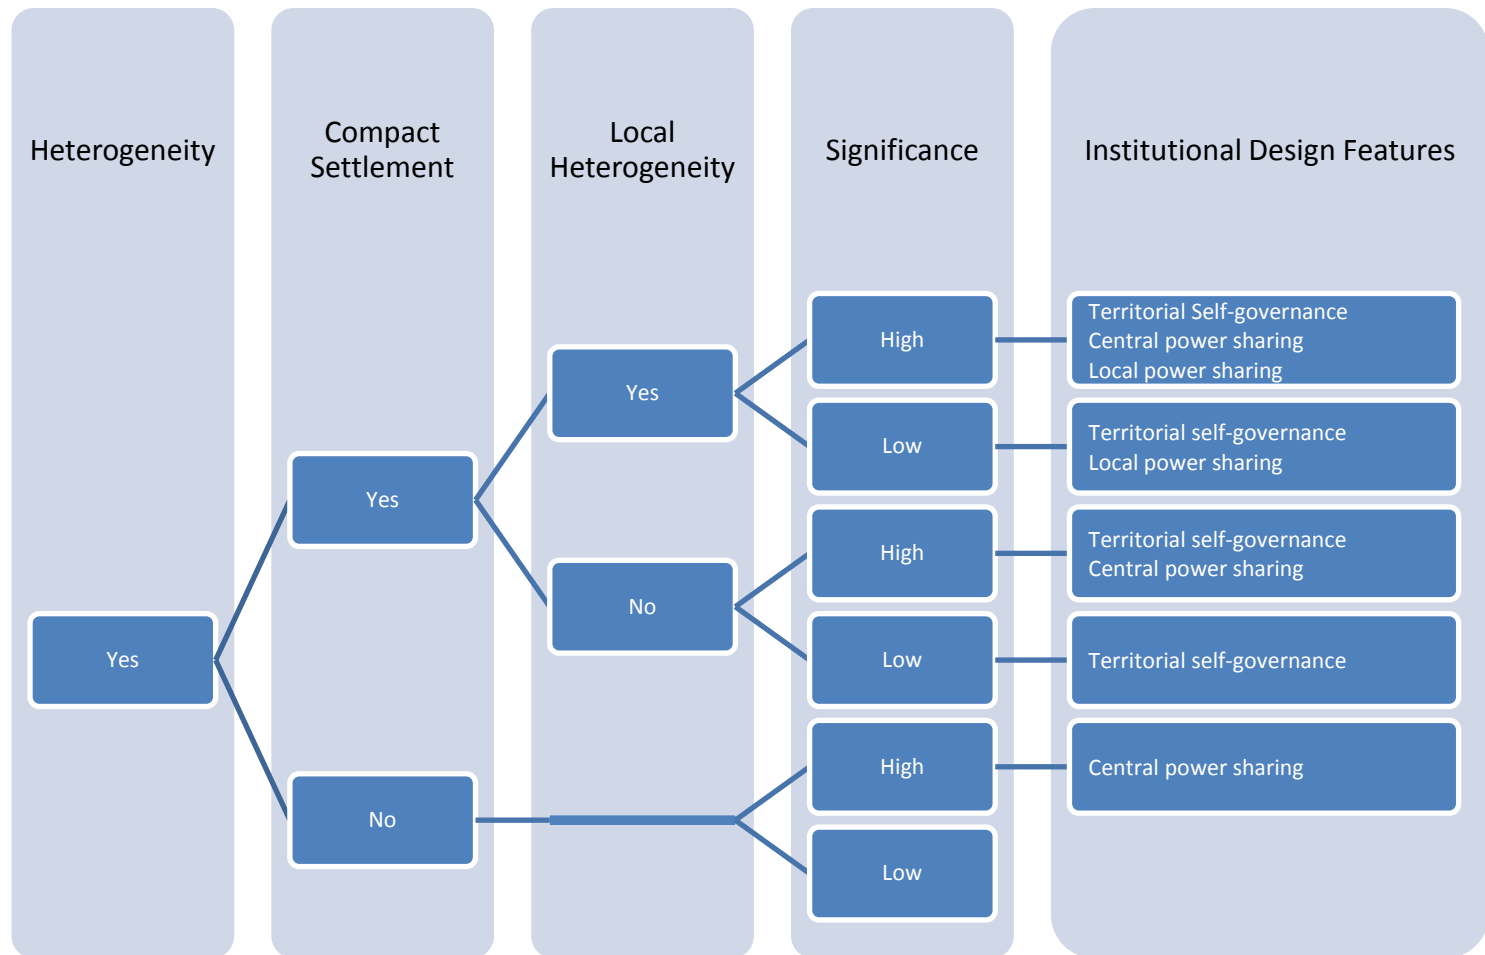 Heterogeneity
Compact
Settlement
Local
Heterogeneity
Significance
Institutional Design Features
Yes
Yes
No
Yes
No
High
Low
High
Low
High
Low
Territorial Self-governance
Central power sharing
Local power sharing
Territorial self-governance
Local power sharing
Territorial self-governance
Central power sharing
Territorial self-governance
Central power sharing